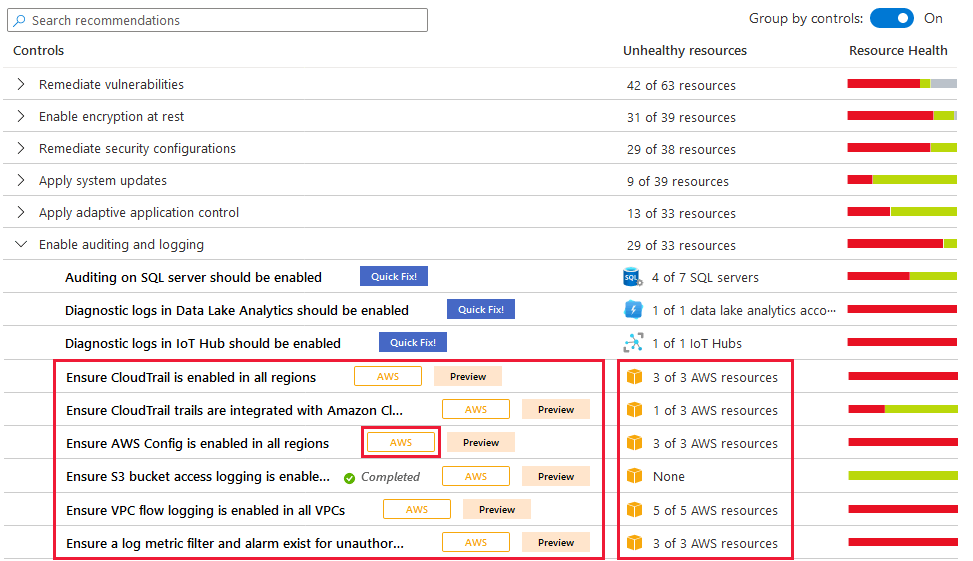 Search recommendations
Group by controls: On
Controls Unhealthy resources Resource Health
Remediate vulnerabilities 42 of 63 resources
Enable encryption at rest 31 of 39 resources
Remediate security configurations 29 of 38 resources
Apply system updates 9 of 39 resources
Apply adaptive application control 13 of 33 resources
Enable auditing and logging 29 of 33 resources
Auditing on SQL server should be enabled Quick Fix! SQL 4 of 7 SQL servers
Diagnostic logs in Data Lake Analytics should be enabled Quick Fix! 1 of 1 data lake analytics acco···
Diagnostic logs in IoT Hub should be enabled Quick Fix! 1 of 1 IoT Hubs
Ensure CloudTrail is enabled in all regions AWS Preview 3 of 3 AWS resources
Ensure CloudTrail trails are integrated with Amazon Cl... AWS Preview 1 of 3 AWS resources
Ensure AWS Config is enabled in all regions AWS Preview 3 of 3 AWS resources
Ensure S3 bucket access logging is enable... Completed AWS Preview None
Ensure VPC flow logging is enabled in all VPCs AWS Preview 5 of 5 AWS resources
Ensure a log metric filter and alarm exist for unauthor... AWS Preview 3 of 3 AWS resources